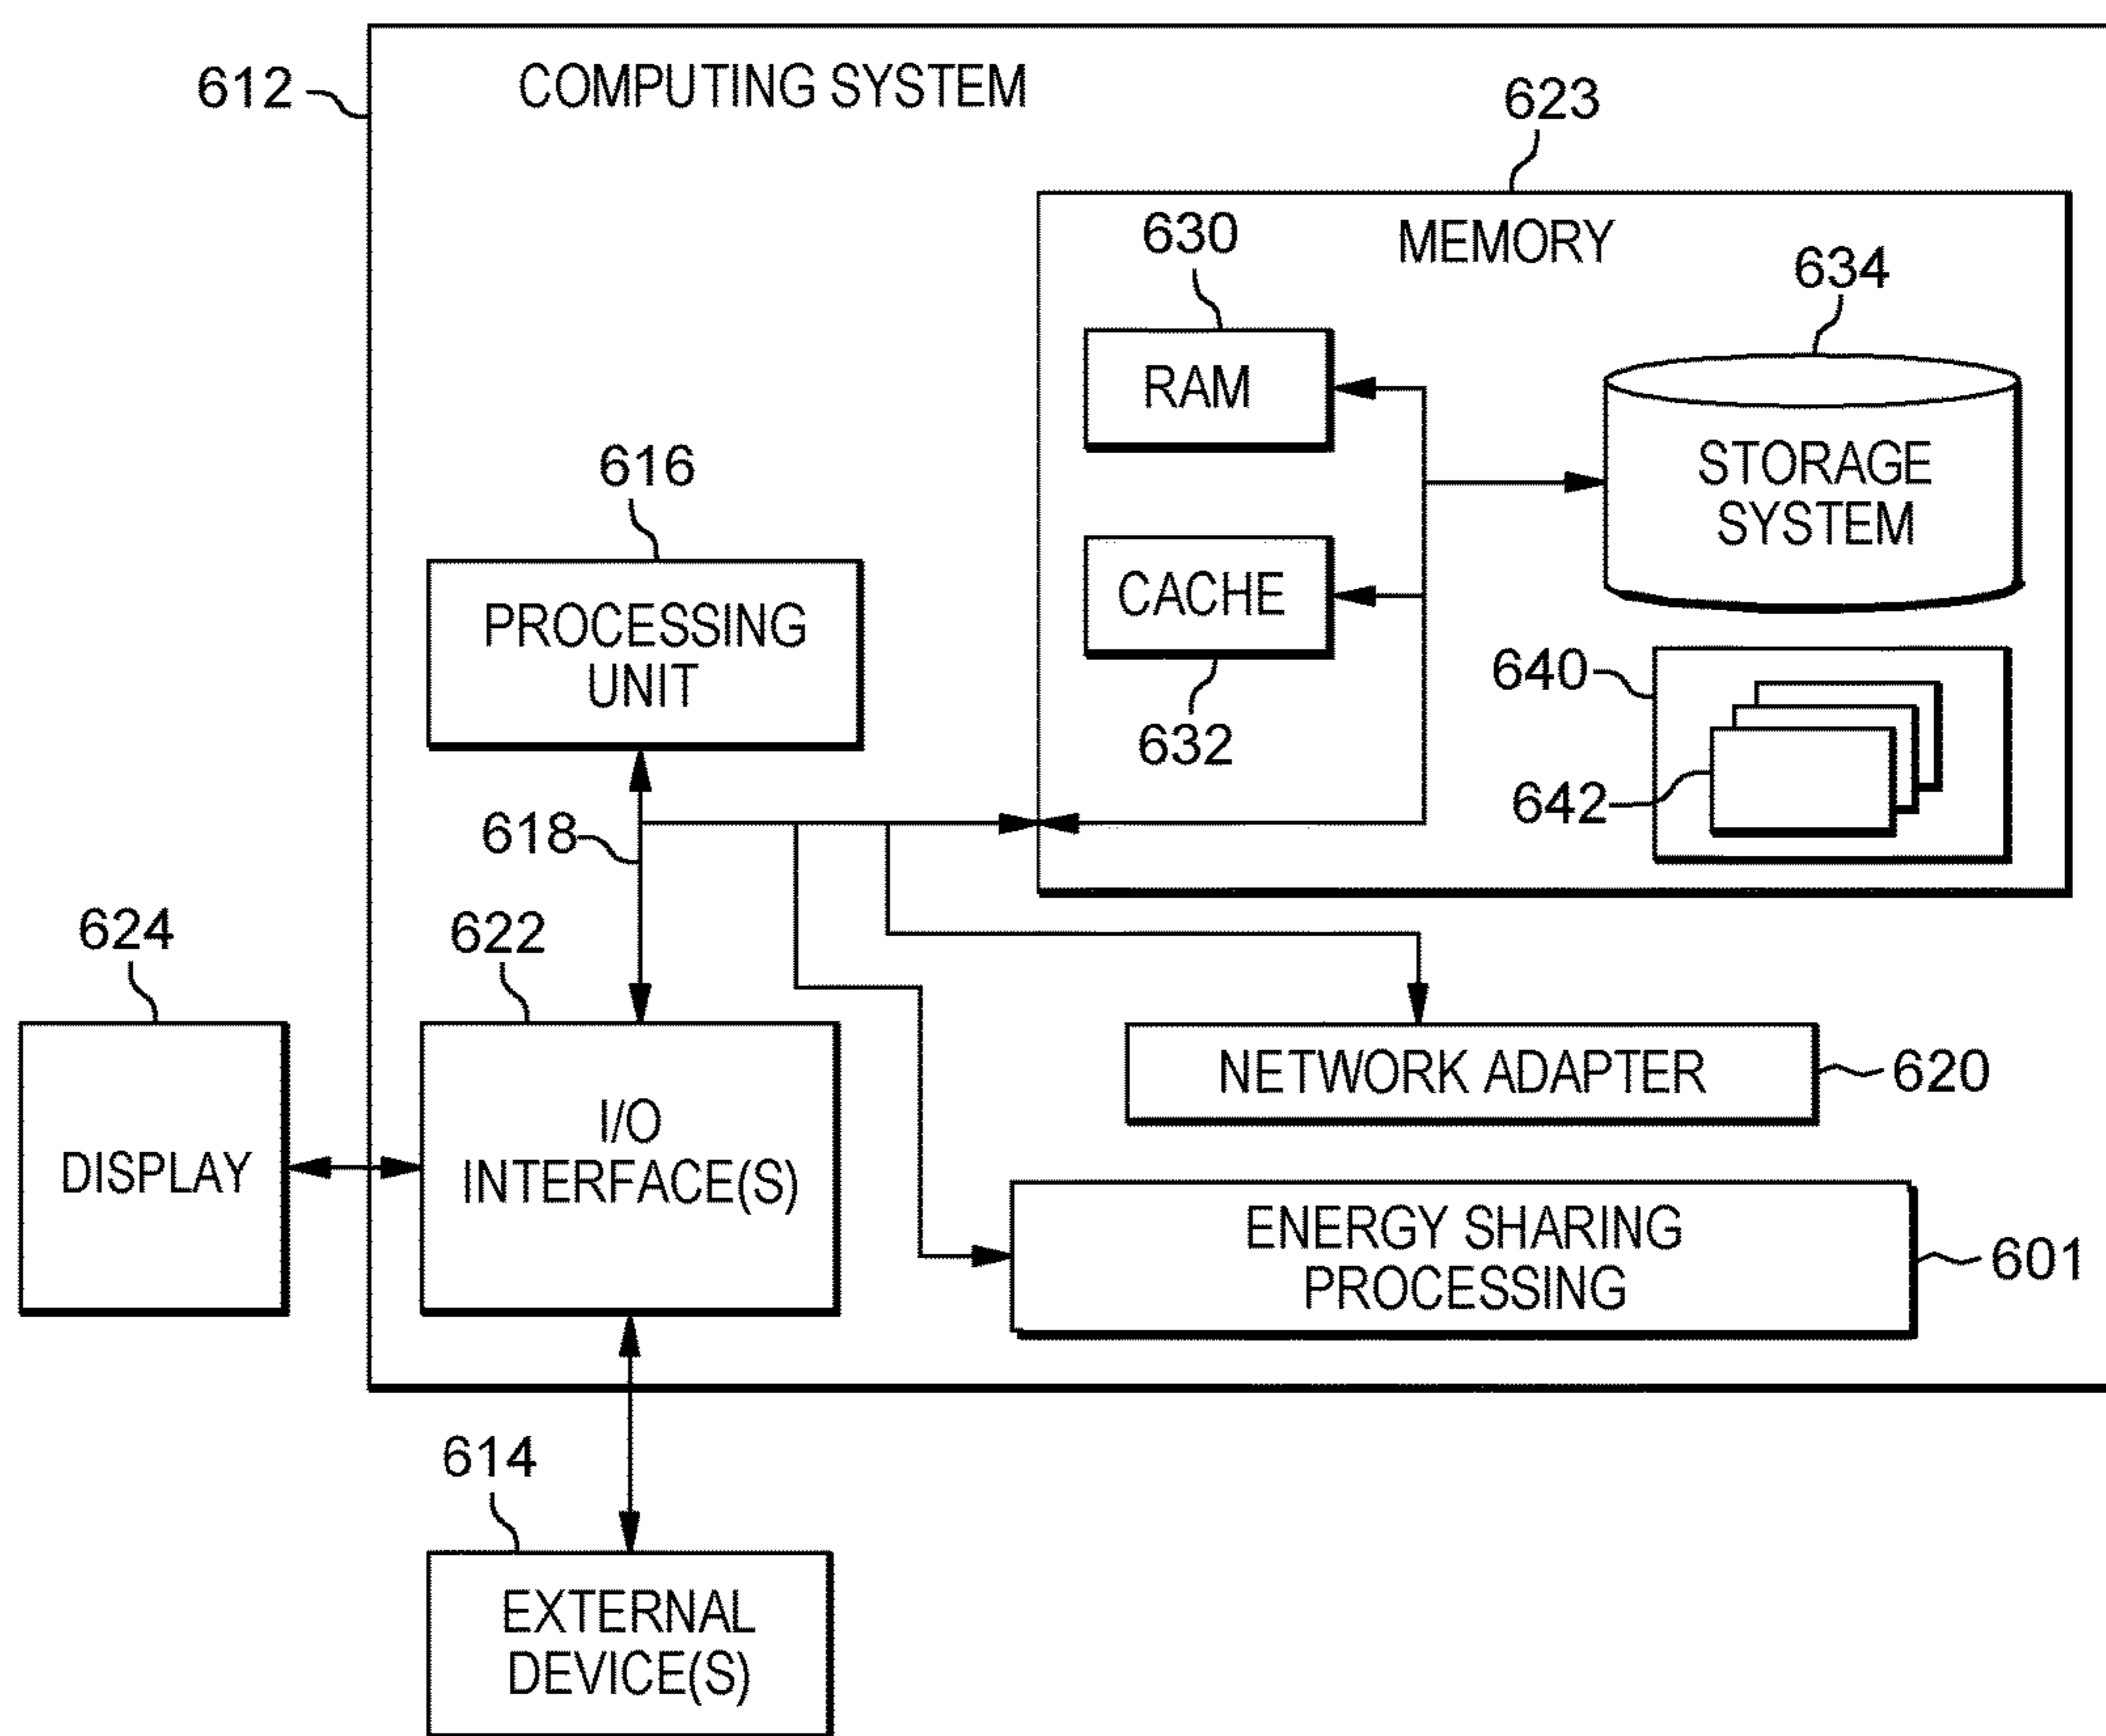 612
COMPUTING SYSTEM
623
MEMORY
630
634
RAM
STORAGE
SYSTEM
616
CACHE
PROCESSING
UNIT
632
640
642
618
624
622
NETWORK ADAPTER
620
DISPLAY
I/O
INTERFACE(S)
ENERGY SHARING
PROCESSING
601
614
EXTERNAL
DEVICE(S)